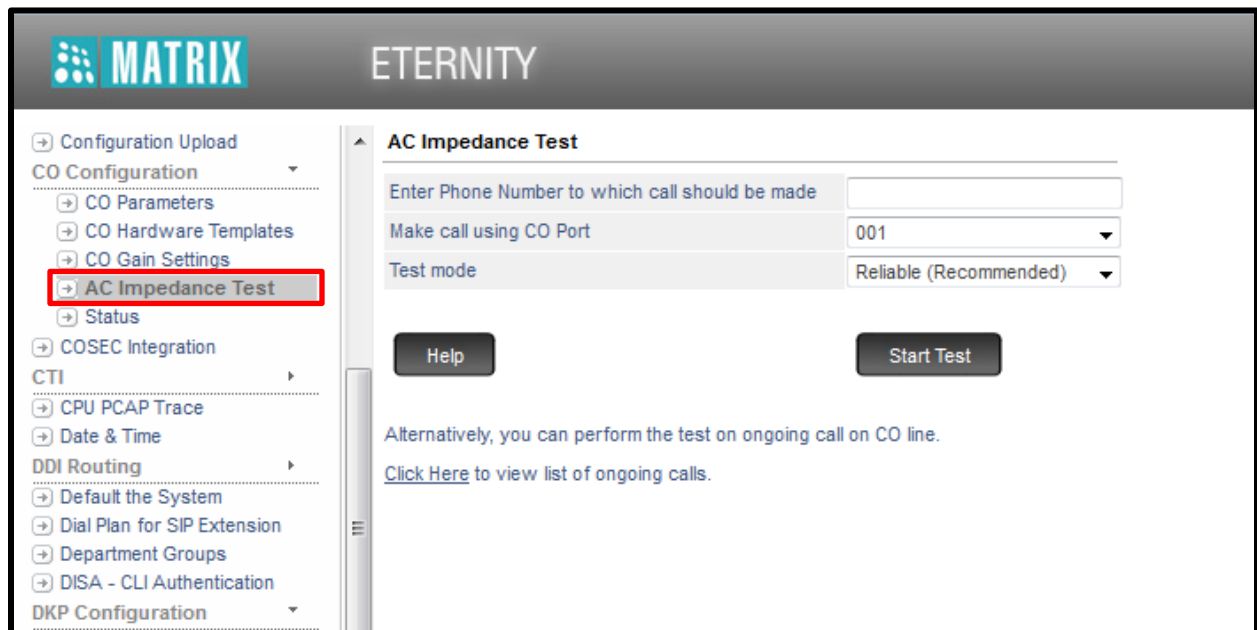 MATRIX
ETERNITY
Configuration Upload
CO Configuration
CO Parameters
CO Hardware Templates
CO Gain Settings
AC Impedance Test
Status
COSEC Integration
CTI
CPU PCAP Trace
Date & Time
DDI Routing
Default the System
Dial Plan for SIP Extension
Department Groups
DISA - CLI Authentication
DKP Configuration
AC Impedance Test
Enter Phone Number to which call should be made
Make call using CO Port 001
Test mode Reliable (Recommended)
Help Start Test
Alternatively, you can perform the test on ongoing call on CO line.
Click Here to view list of ongoing calls.